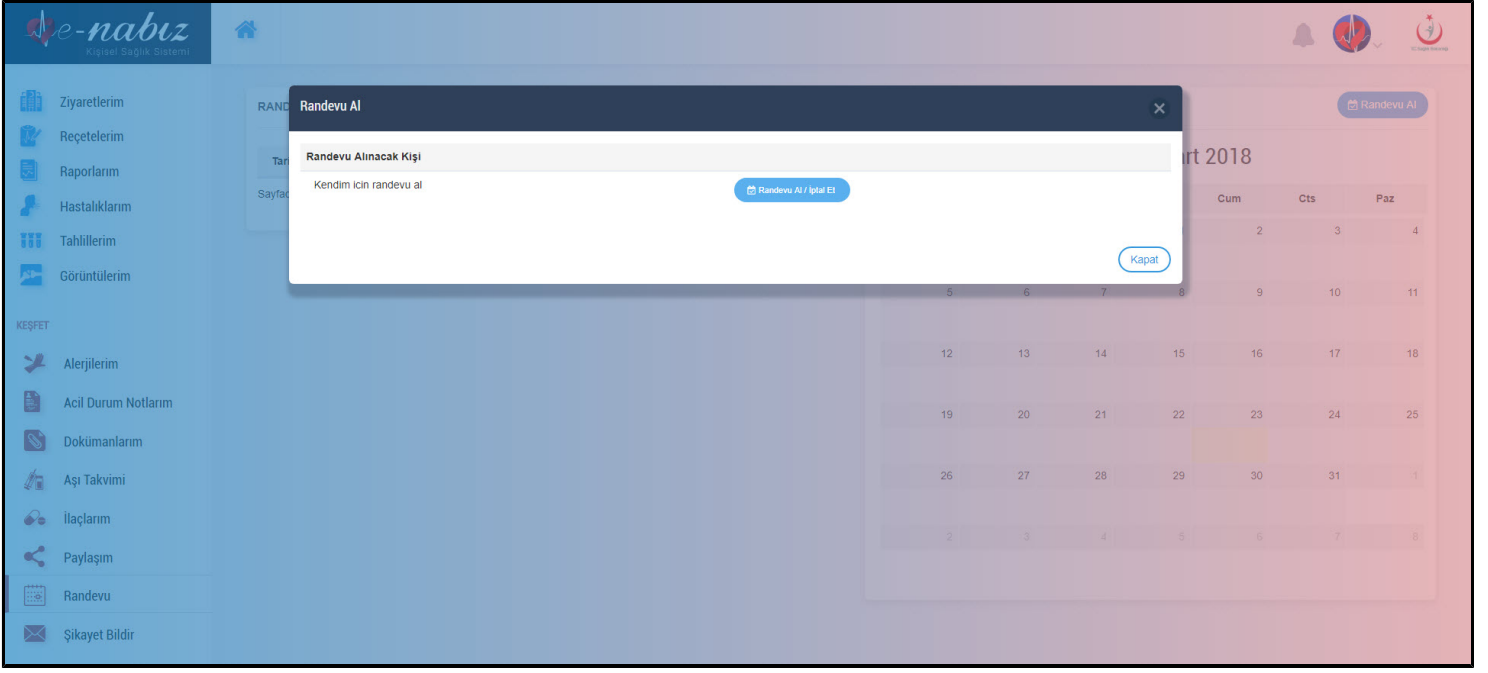 e-nabız
Kişisel Sağlık Sistemi
Ziyaretlerim
Reçetelerim
Raporlarım
Hastalıklarım
Tahlillerim
Görüntülerim
KEŞFET
Alerjilerim
Acil Durum Notlarım
Dokümanlarım
Aşı Takvimi
İlaçlarım
Paylaşım
Randevu
Şikayet Bildir
RAND
Randevu Al
Tari
Sayfad
Randevu Al
Randevu Alınacak Kişi
Kendim icin randevu al
Randevu Al / İptal Et
Kapat
rt 2018
Cum Cts Paz
2 3 4
5 6 7 8 9 10 11
12 13 14 15 16 17 18
19 20 21 22 23 24 25
26 27 28 29 30 31 1
2 3 4 5 6 7 8